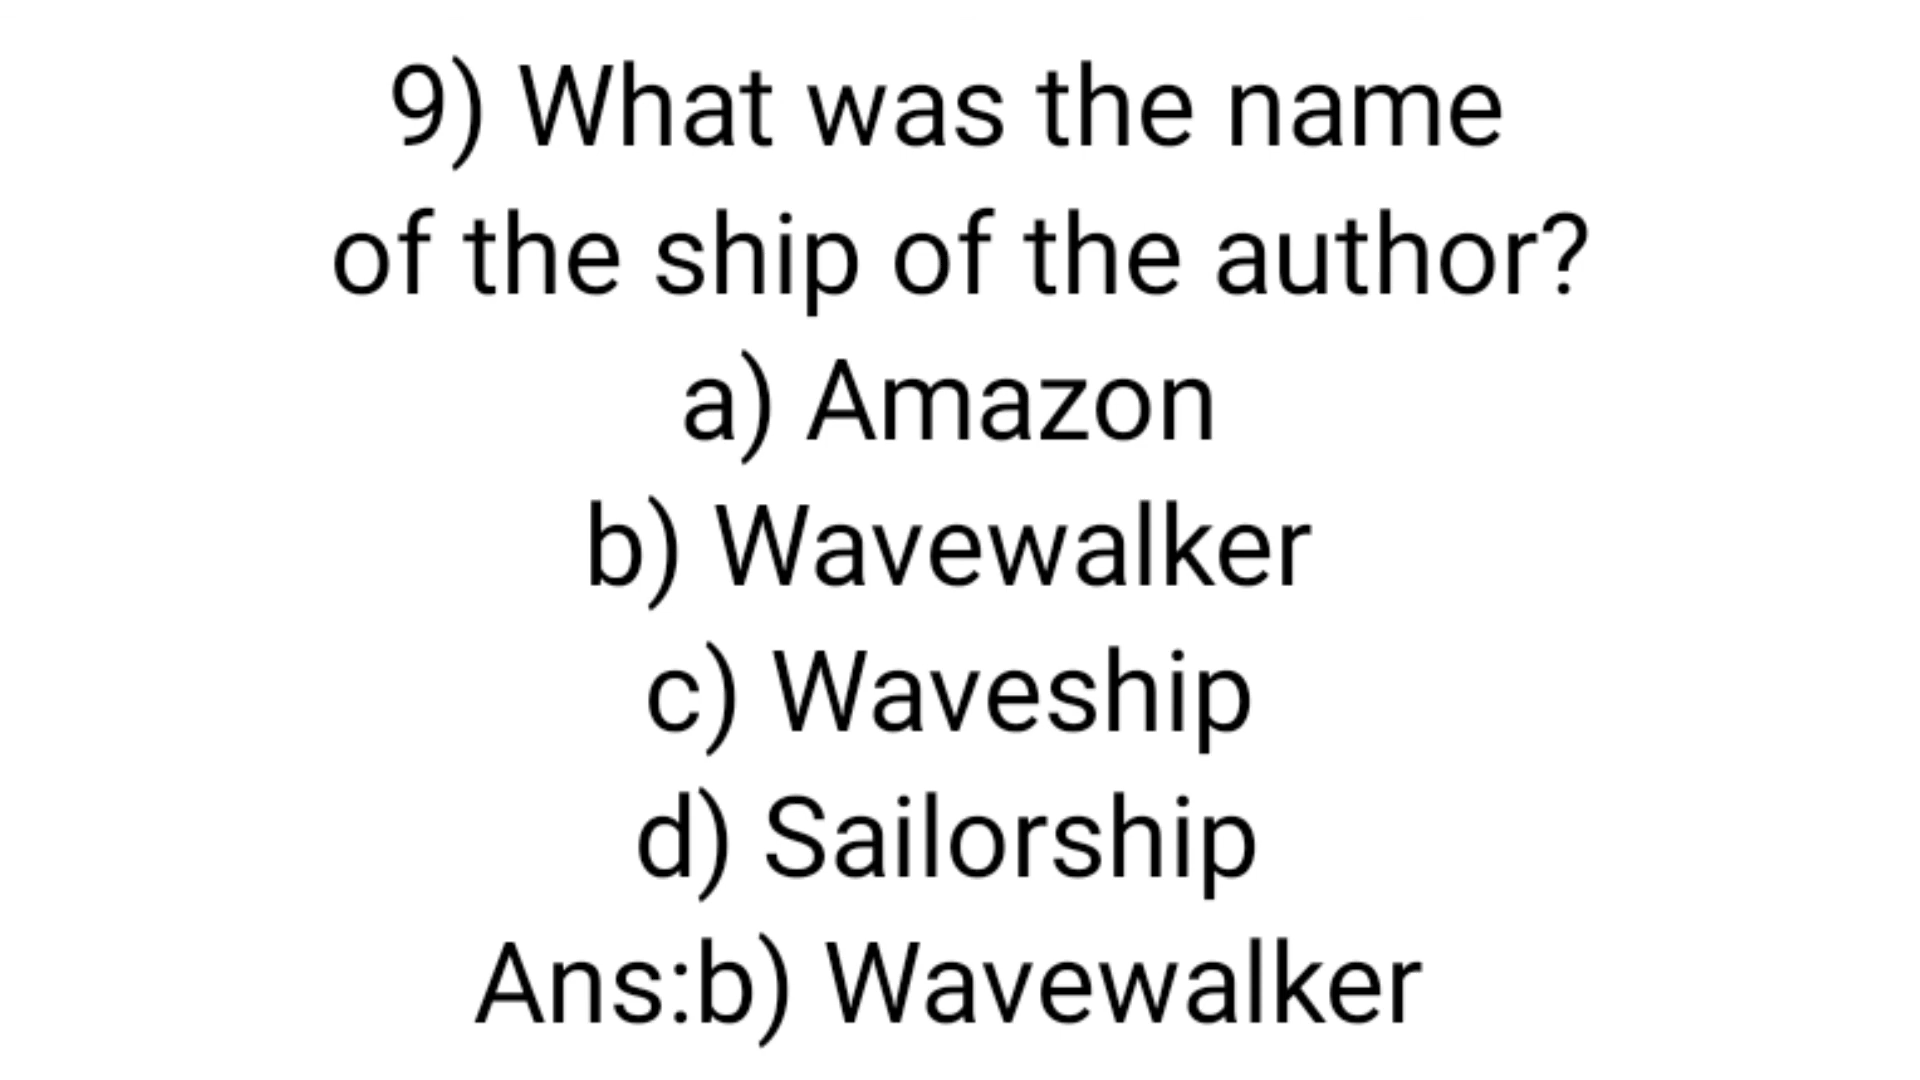 9) What was the name
of the ship of the author?
a) Amazon
b) Wavewalker
c) Waveship
d) Sailorship
Ans:b) Wavewalker